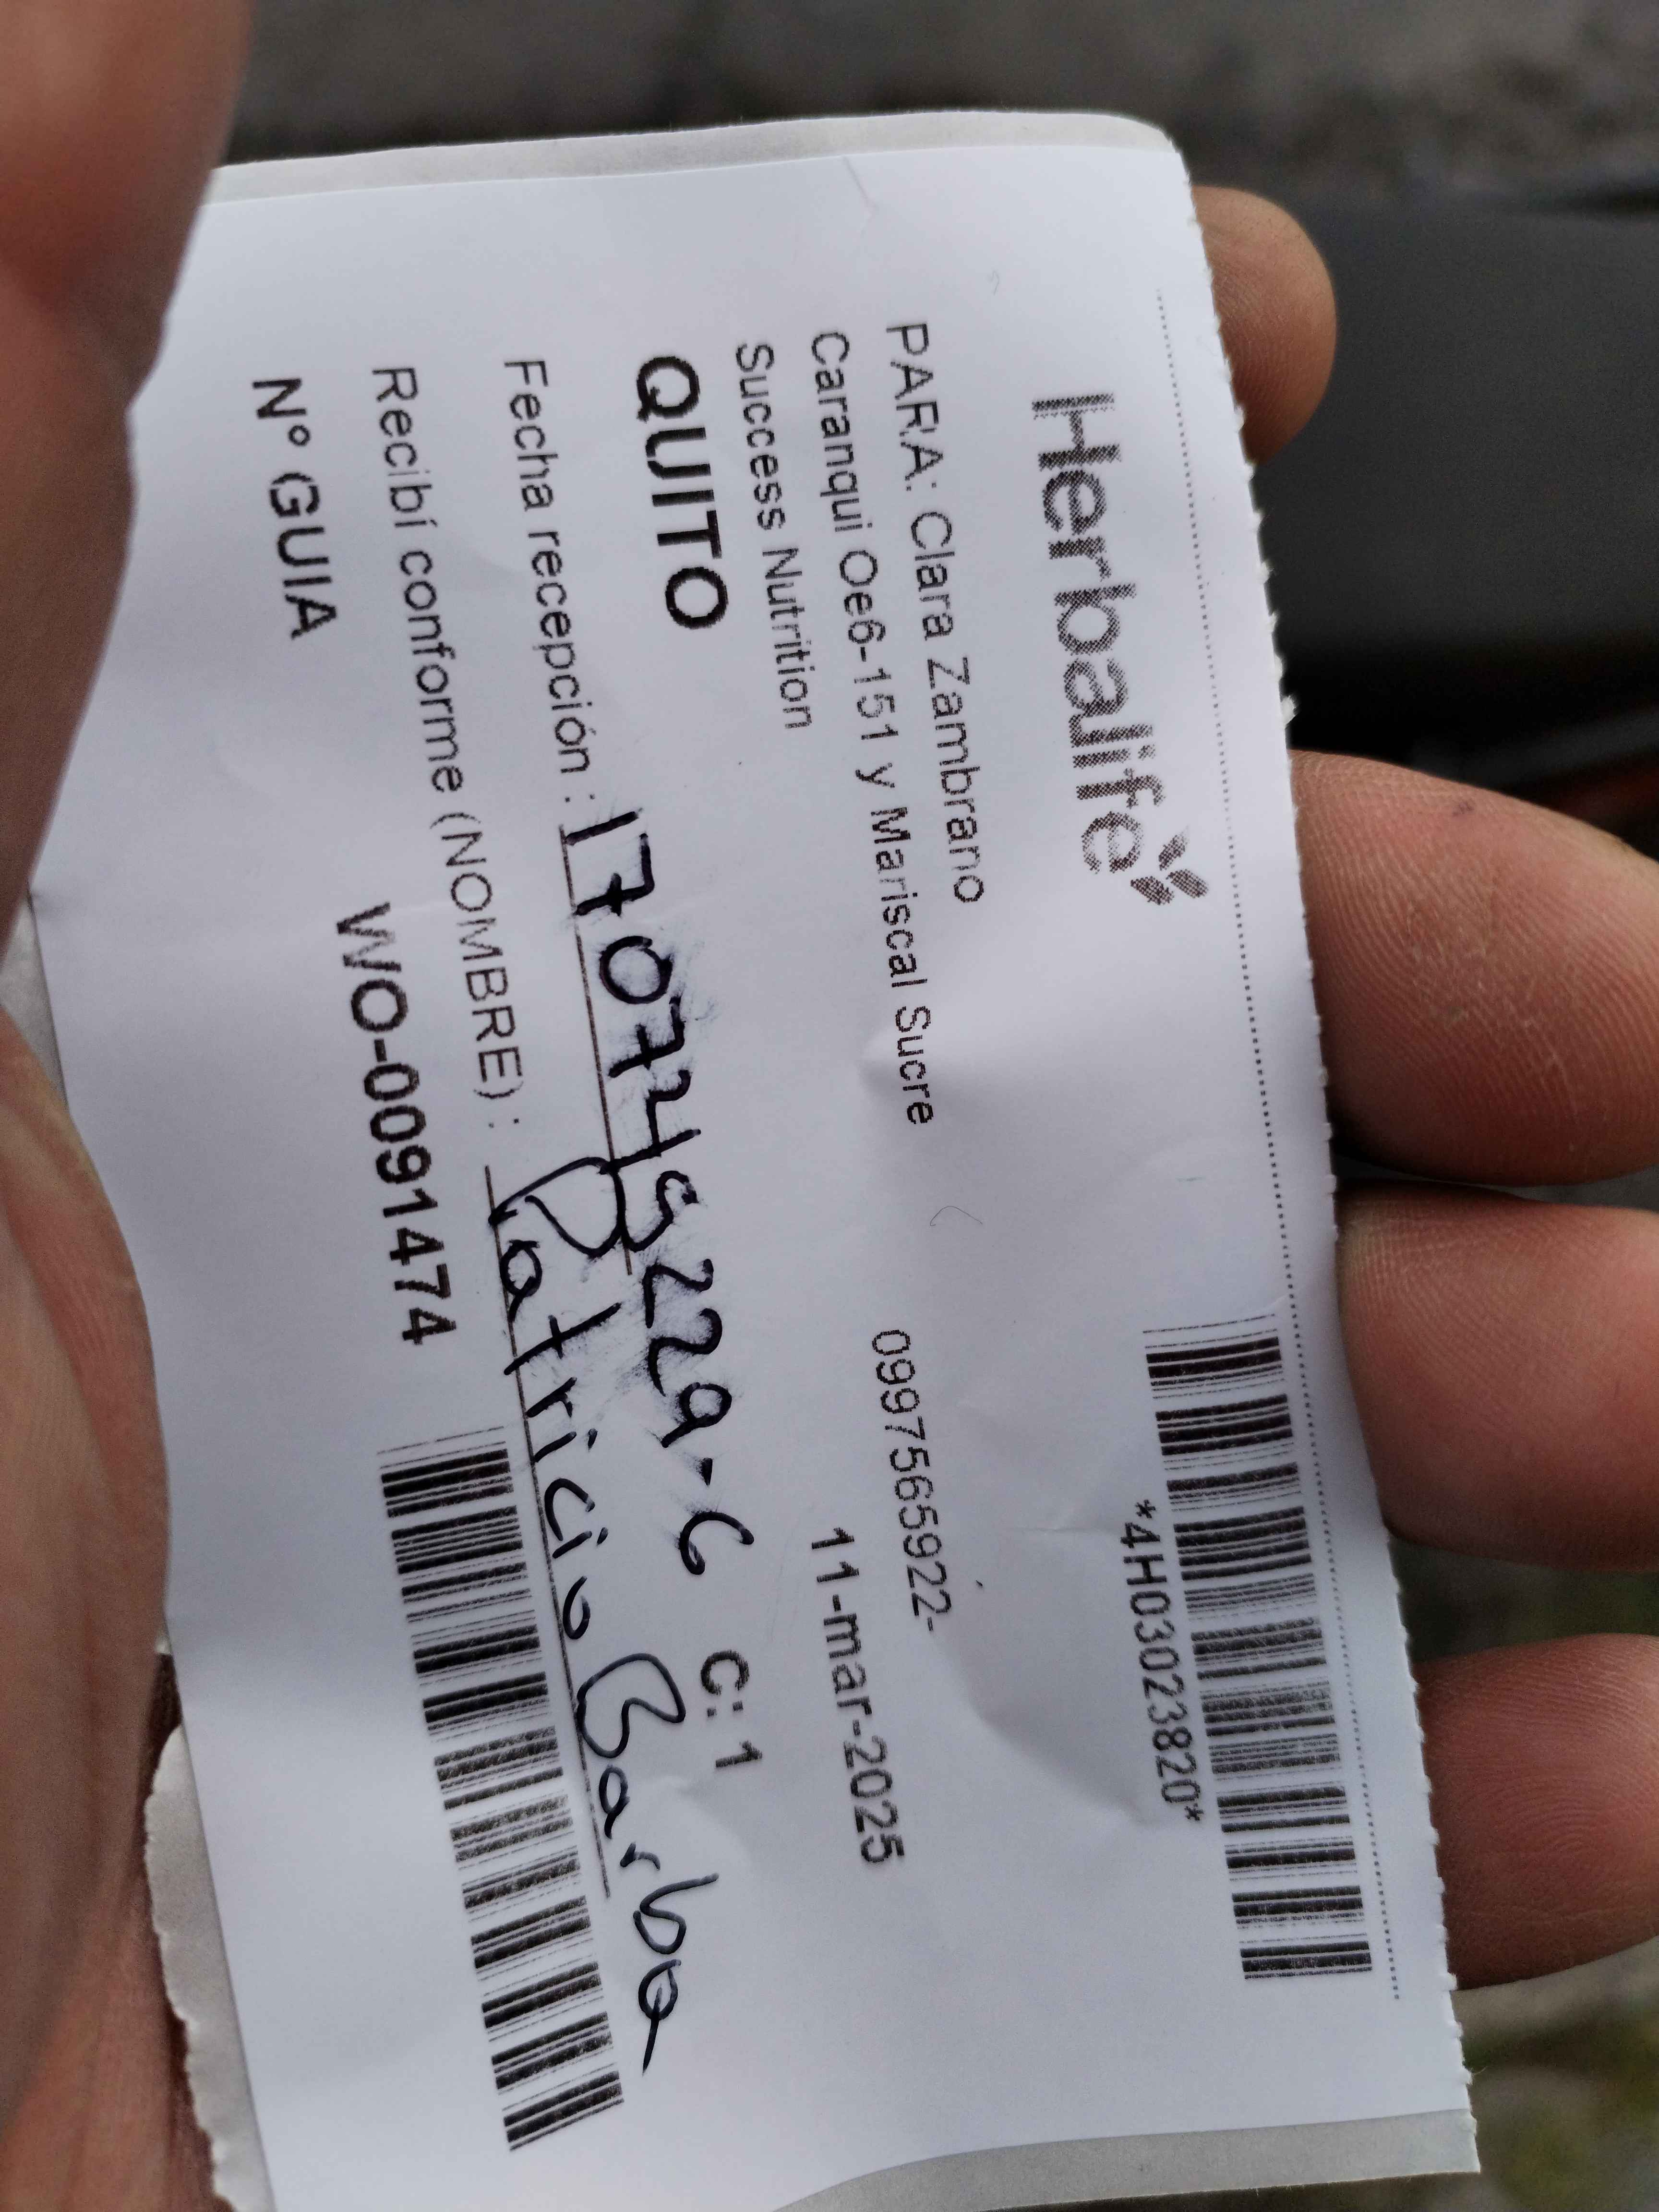 Herbalife
*4H03023820*
PARA: Clara Zambrano
Caranqui Oe6-151 y Mariscal Sucre 0997565922-
Success Nutrition 11-mar-2025
QUITO C: 1
Fecha recepción : 170745229-6
Recibí conforme (NOMBRE) : Patricio Barba
N° GUIA WO-0091474